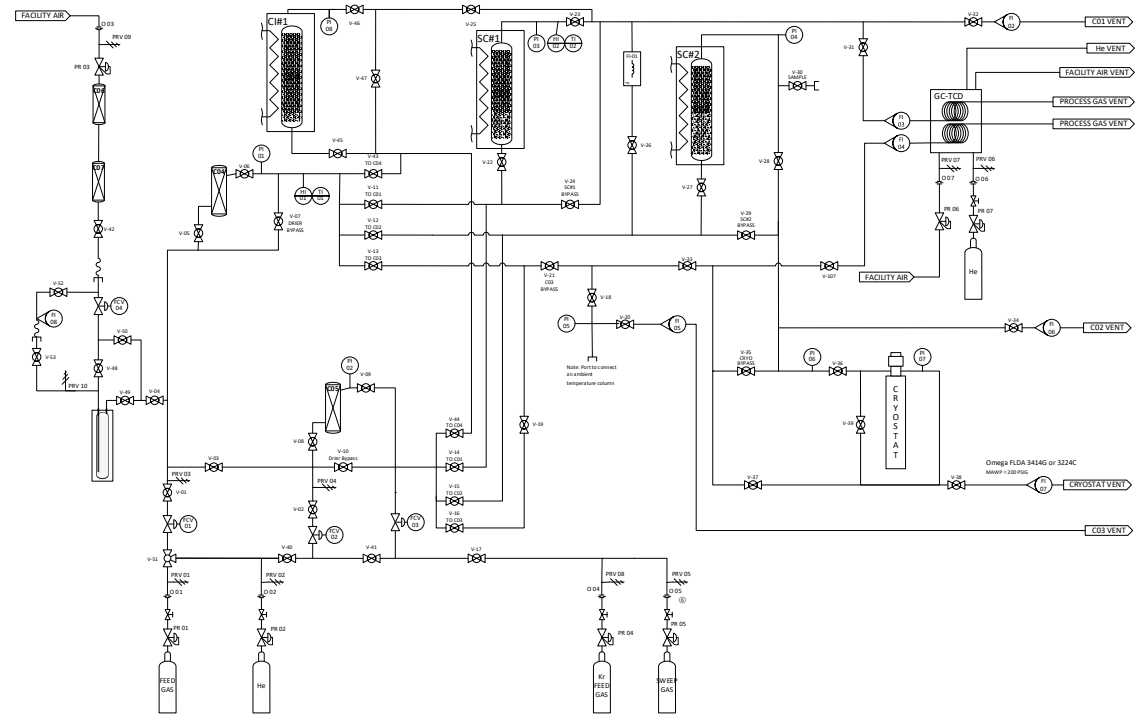 FACILITY AIR
O 03
PRV 09
PR 03
C06
C07
V-42
V-52
FI
08
FCV
04
V-50
V-53
V-48
PRV 10
V-49
V-04
CI#1
PI
08
V-46
V-25
V-47
V-45
SC#1
PI
03
HI
02
TI
02
V-23
FI-01
V-26
V-22
SC#2
PI
04
V-30
SAMPLE
V-28
V-27
V-31
V-32
FI
02
C01 VENT
He VENT
FACILITY AIR VENT
PROCESS GAS VENT
PROCESS GAS VENT
GC-TCD
FI
03
FI
04
PRV 07
PRV 06
O 07
O 06
PR 06
PR 07
FACILITY AIR
He
PI
01
V-06
C04
V-05
V-07
DRIER
BYPASS
HI
01
TI
01
V-43
TO C04
V-11
TO C01
V-12
TO C02
V-13
TO C03
V-24
SC#1
BYPASS
V-29
SC#2
BYPASS
V-21
C03
BYPASS
V-33
V-107
V-18
PI
05
V-20
FI
05
Note: Port to connect
an ambient
temperature column
V-34
FI
06
C02 VENT
V-35
CRYO
BYPASS
PI
06
V-36
PI
07
V-39
CRYOSTAT
V-37
V-38
Omega FLDA 3414G or 3224C
MAWP = 200 PSIG
FI
07
CRYOSTAT VENT
C03 VENT
PI
02
V-09
C05
V-08
V-03
V-10
Drier Bypass
V-44
TO C04
V-14
TO C01
V-15
TO C02
V-16
TO C03
V-19
PRV 03
V-01
FCV
01
V-51
PRV 04
V-02
FCV
02
FCV
03
V-40
V-41
V-17
PRV 01
O 01
PR 01
FEED
GAS
PRV 02
O 02
PR 02
He
PRV 08
O 04
PR 04
Kr
FEED
GAS
PRV 05
O 05
⑥
PR 05
SWEEP
GAS